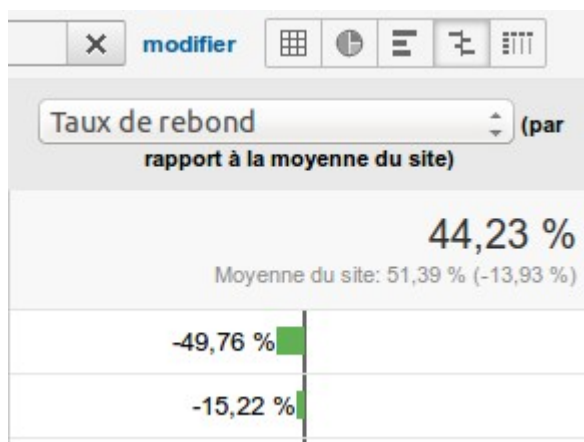 modifier
Taux de rebond (par
rapport à la moyenne du site)
44,23 %
Moyenne du site: 51,39 % (-13,93 %)
-49,76 %
-15,22 %